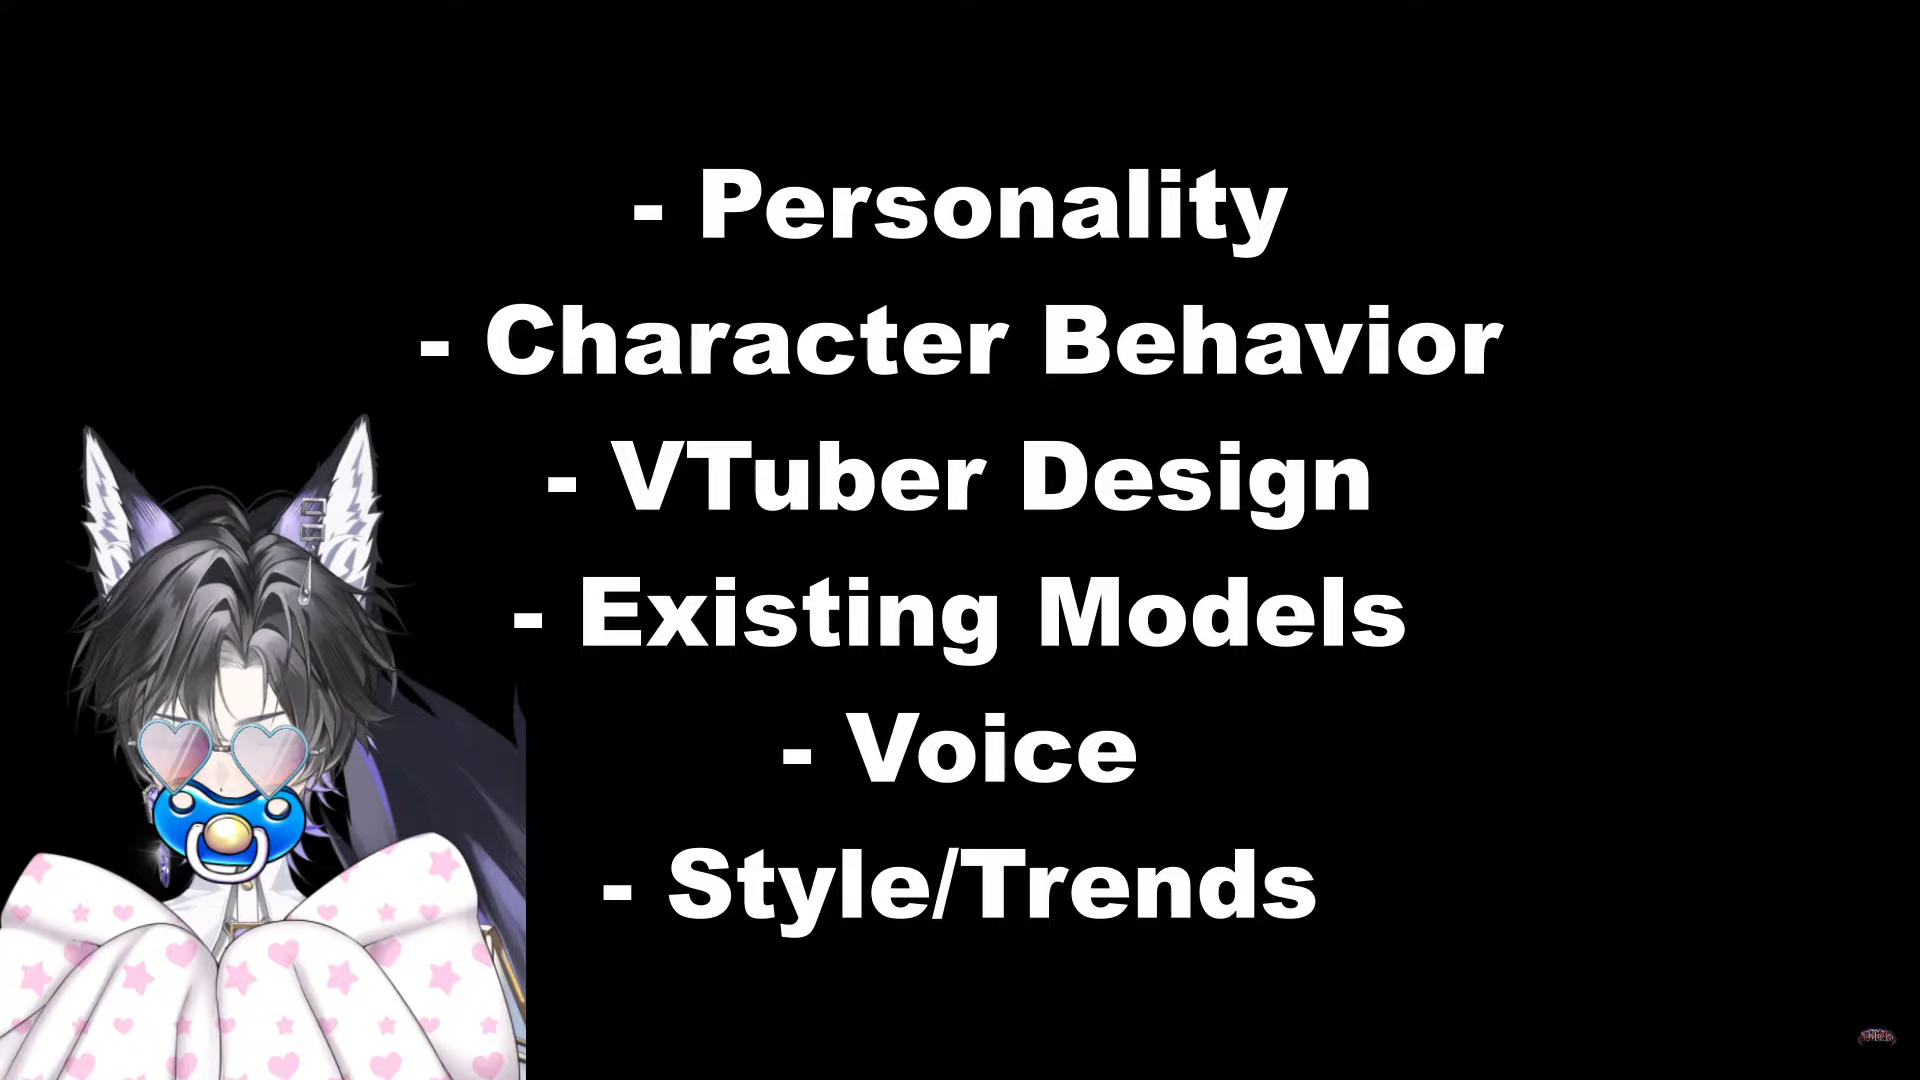 - Personality
- Character Behavior
- VTuber Design
- Existing Models
- Voice
- Style/Trends